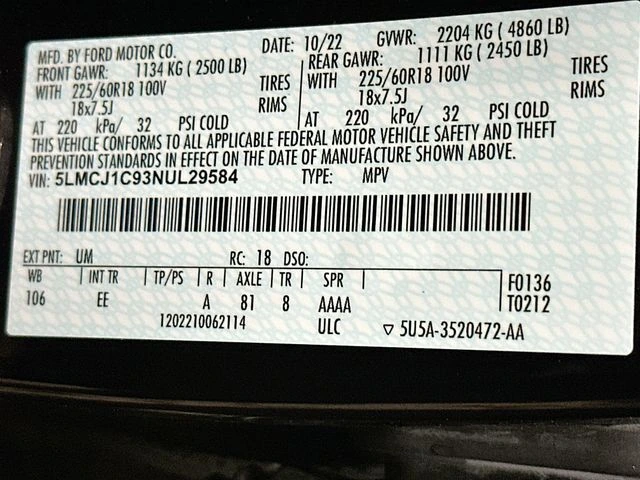 MFD. BY FORD MOTOR CO. DATE: 10/22 GVWR: 2204 KG ( 4860 LB)
FRONT GAWR: 1134 KG ( 2500 LB) REAR GAWR: 1111 KG ( 2450 LB)
WITH 225/60R18 100V TIRES WITH 225/60R18 100V TIRES
18x7.5J RIMS 18x7.5J RIMS
AT 220 kPa/ 32 PSI COLD AT 220 kPa/ 32 PSI COLD
THIS VEHICLE CONFORMS TO ALL APPLICABLE FEDERAL MOTOR VEHICLE SAFETY AND THEFT
PREVENTION STANDARDS IN EFFECT ON THE DATE OF MANUFACTURE SHOWN ABOVE.
VIN: 5LMCJ1C93NUL29584 TYPE: MPV
EXT PNT: UM RC: 18 DSO:
WB INT TR TP/PS R AXLE TR SPR F0136
106 EE A 81 8 AAAA T0212
1202210062114 ULC ▽ 5U5A-3520472-AA